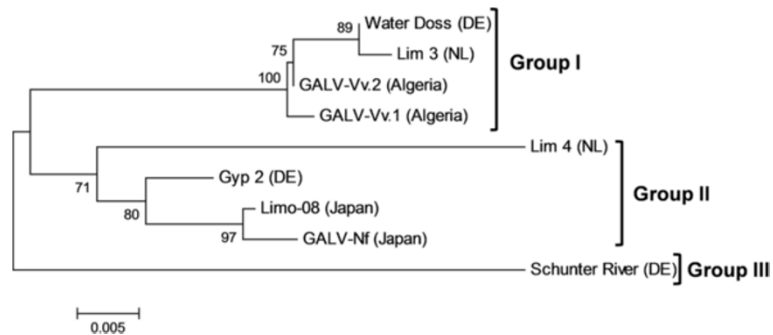 Water Doss (DE)
89
Lim 3 (NL)
75
Group I
100
GALV-Vv.2 (Algeria)
GALV-Vv.1 (Algeria)
Lim 4 (NL)
71
Gyp 2 (DE)
Group II
80
Limo-08 (Japan)
97
GALV-Nf (Japan)
Schunter River (DE)
Group III
0.005